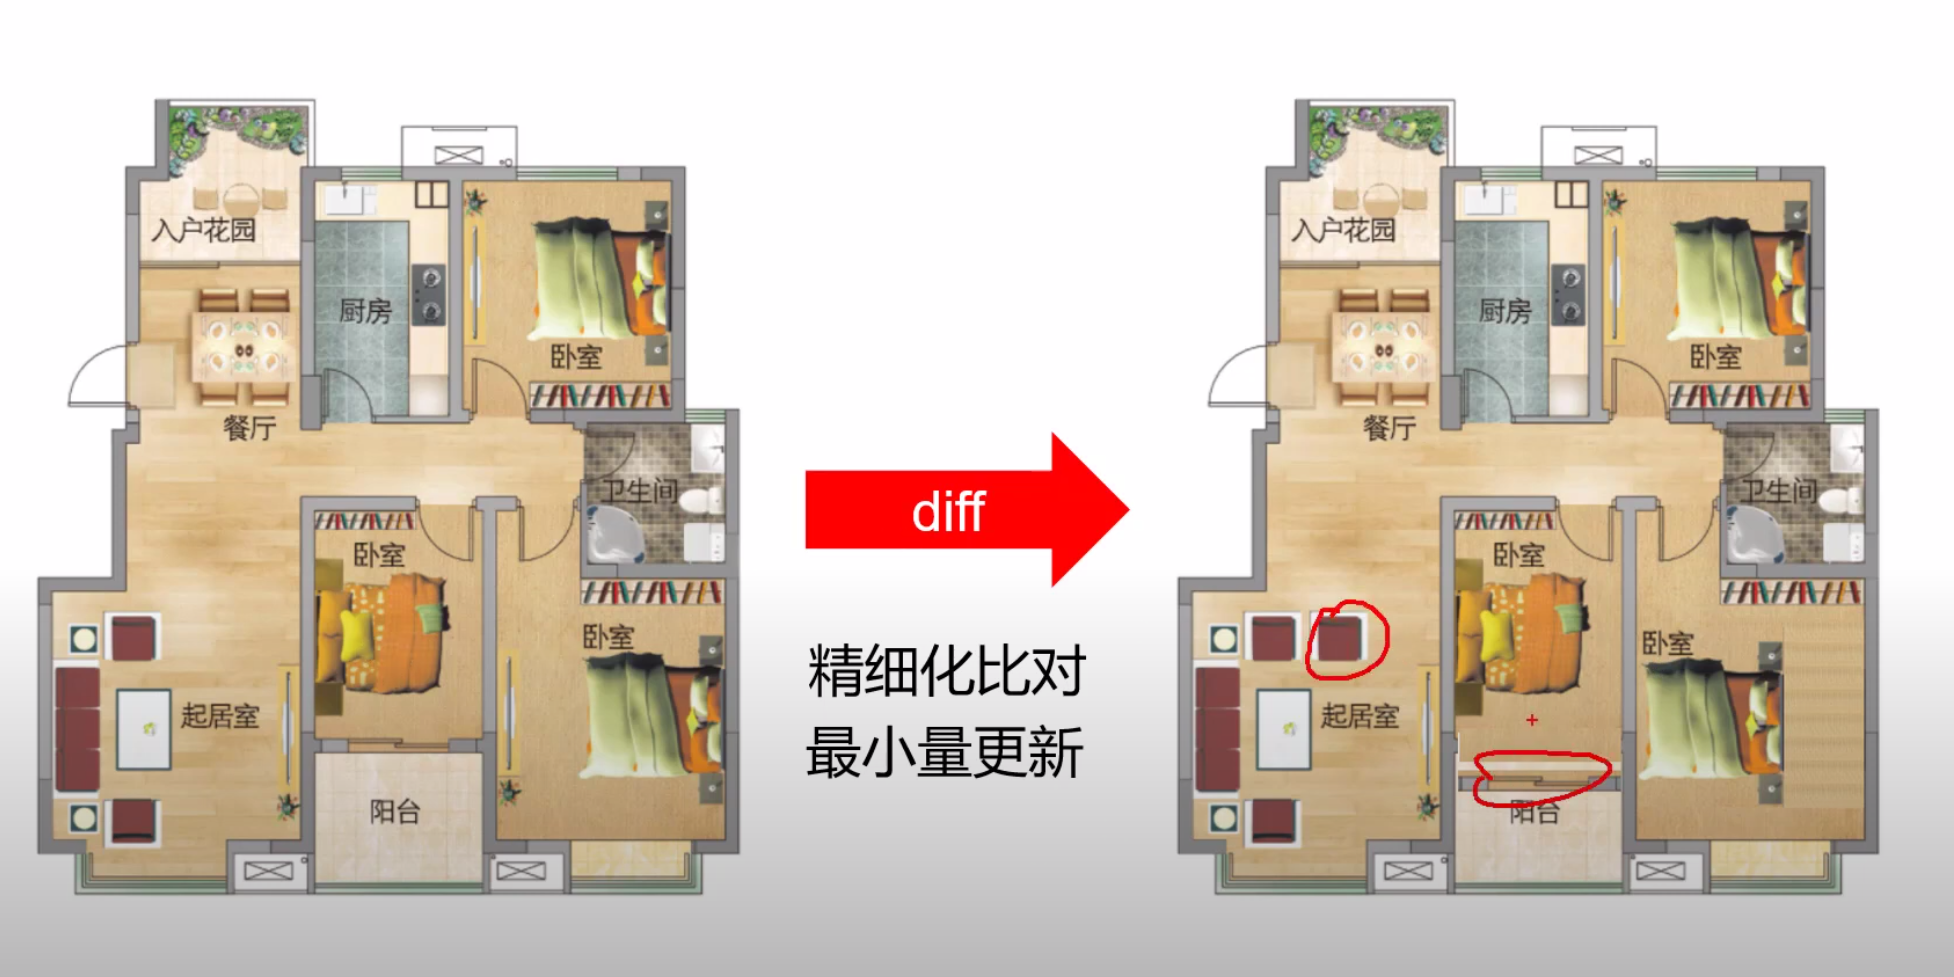 入户花园
厨房
卧室
餐厅
卫生间
卧室
卧室
起居室
阳台
diff
精细化比对
最小量更新
入户花园
厨房
卧室
餐厅
卫生间
卧室
卧室
起居室
阳台